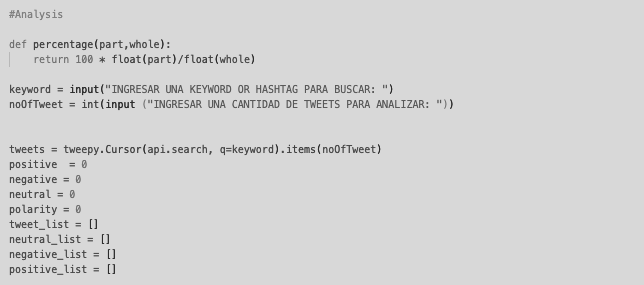 #Analysis
def percentage(part,whole):
    return 100 * float(part)/float(whole)
keyword = input("INGRESAR UNA KEYWORD OR HASHTAG PARA BUSCAR: ")
noOfTweet = int(input ("INGRESAR UNA CANTIDAD DE TWEETS PARA ANALIZAR: "))
tweets = tweepy.Cursor(api.search, q=keyword).items(noOfTweet)
positive  = 0
negative = 0
neutral = 0
polarity = 0
tweet_list = []
neutral_list = []
negative_list = []
positive_list = []